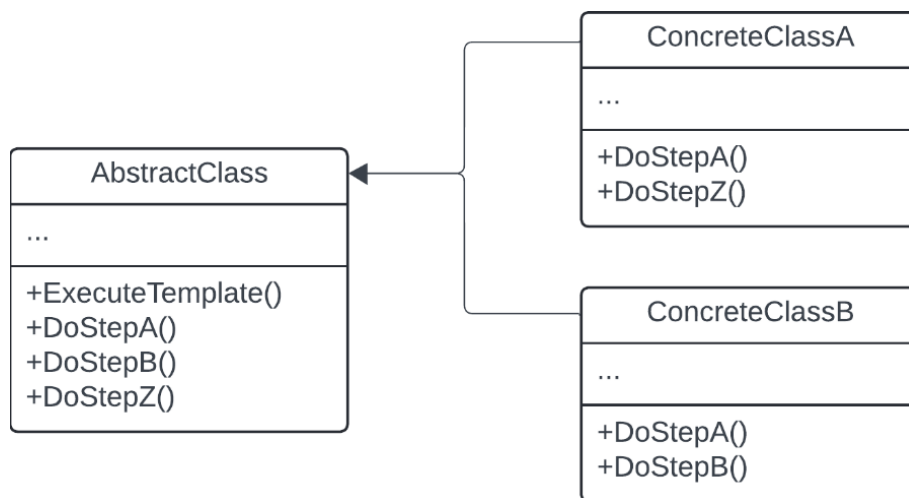 AbstractClass
...
+ExecuteTemplate()
+DoStepA()
+DoStepB()
+DoStepZ()
ConcreteClassA
...
+DoStepA()
+DoStepZ()
ConcreteClassB
...
+DoStepA()
+DoStepB()